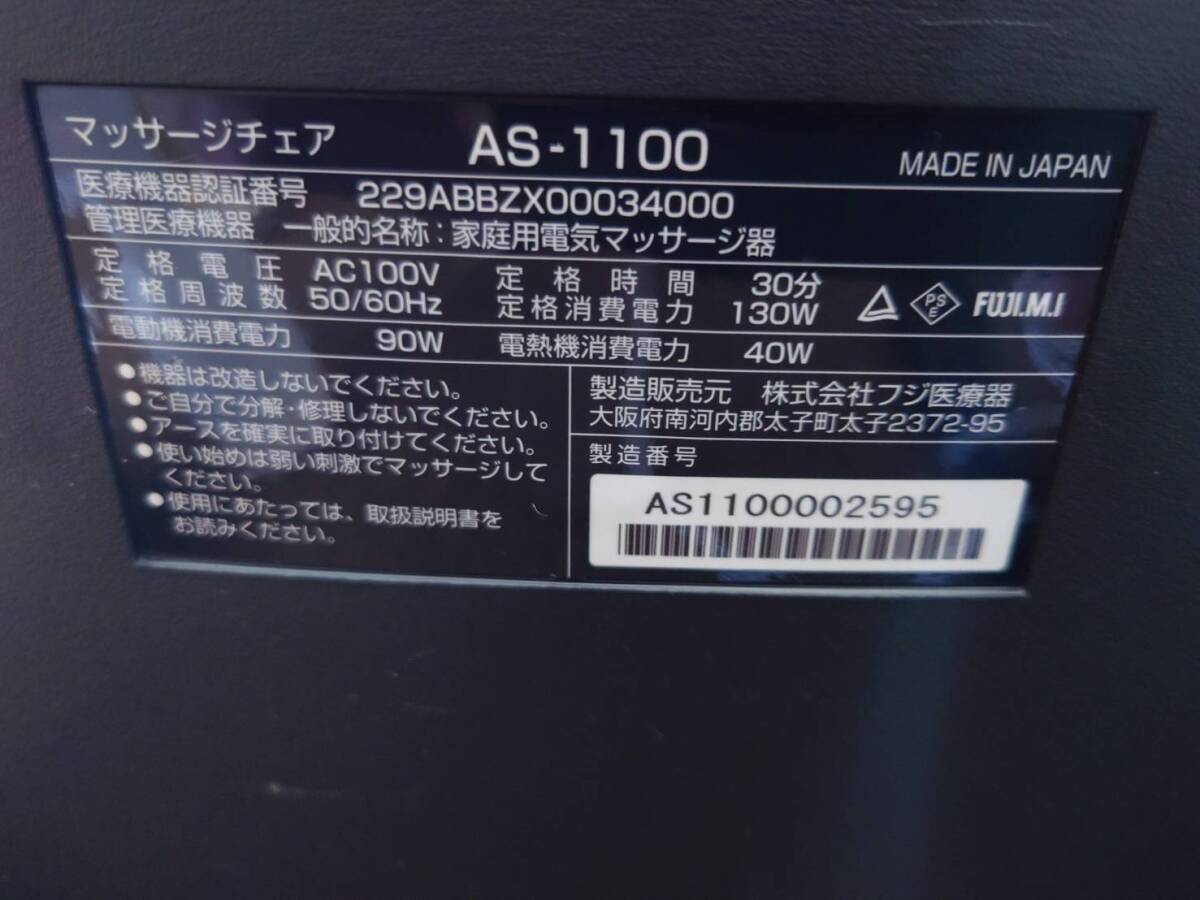 マッサージチェア AS-1100 MADE IN JAPAN
医療機器認証番号 229ABBZX00034000
管理医療機器 一般的名称：家庭用電気マッサージ器
定格電圧 AC100V 定格時間 30分
定格周波数 50/60Hz 定格消費電力 130W PSE FUJI.M.I
電動機消費電力 90W 電熱機消費電力 40W
●機器は改造しないでください。
●ご自分で分解・修理しないでください。
●アースを確実に取り付けてください。
●使い始めは弱い刺激でマッサージして
ください。
●使用にあたっては、取扱説明書を
お読みください。
製造販売元 株式会社フジ医療器
大阪府南河内郡太子町太子2372-95
製造番号
AS1100002595